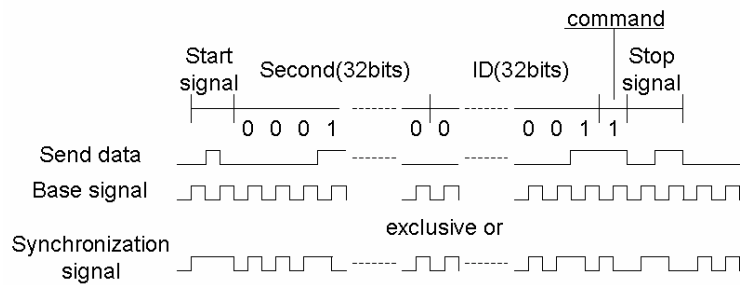 command
Start signal
Second(32bits)
ID(32bits)
Stop signal
0 0 0 1 0 0 0 0 1 1
Send data
Base signal
exclusive or
Synchronization signal